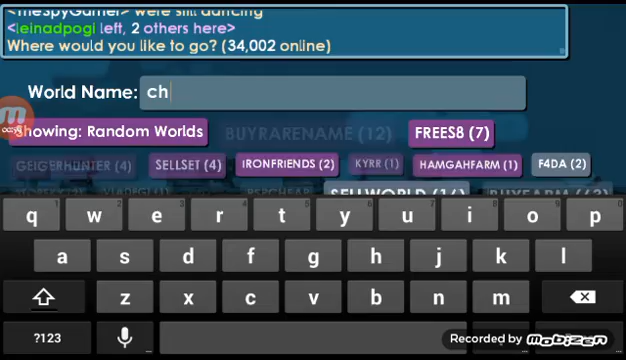 <TheSpyGamer> were still dancing
<leinadpogi left, 2 others here>
Where would you like to go? (34,002 online)
World Name: ch
Showing: Random Worlds BUYRARENAME (12) FREES8 (7)
GEIGERHUNTER (4) SELLSET (4) IRONFRIENDS (2) KYRR (1) HAMGAHFARM (1) F4DA (2)
SELLWORLD
q w e r t y u i o p
a s d f g h j k l
z x c v b n m
?123
Recorded by MOBIZEN